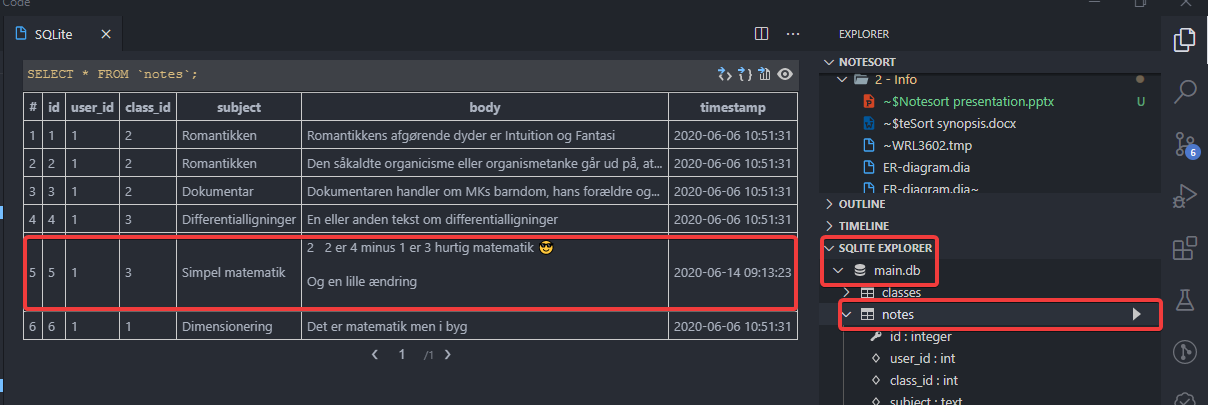 Code
SQLite
SELECT * FROM `notes`;
# id user_id class_id subject body timestamp
1 1 1 2 Romantikken Romantikkens afgørende dyder er Intuition og Fantasi 2020-06-06 10:51:31
2 2 1 2 Romantikken Den såkaldte organicisme eller organismetanke går ud på, at... 2020-06-06 10:51:31
3 3 1 2 Dokumentar Dokumentaren handler om MKs barndom, hans forældre og... 2020-06-06 10:51:31
4 4 1 3 Differentialligninger En eller anden tekst om differentialligninger 2020-06-06 10:51:31
2 2 er 4 minus 1 er 3 hurtig matematik 😎
5 5 1 3 Simpel matematik 2020-06-14 09:13:23
Og en lille ændring
6 6 1 1 Dimensionering Det er matematik men i byg 2020-06-06 10:51:31
1 /1
EXPLORER
NOTESORT
2 - Info
~$Notesort presentation.pptx U
~$teSort synopsis.docx
~WRL3602.tmp
ER-diagram.dia
ER-diagram.dia~
OUTLINE
TIMELINE
SQLITE EXPLORER
main.db
classes
notes
id : integer
user_id : int
class_id : int
subject : text
6